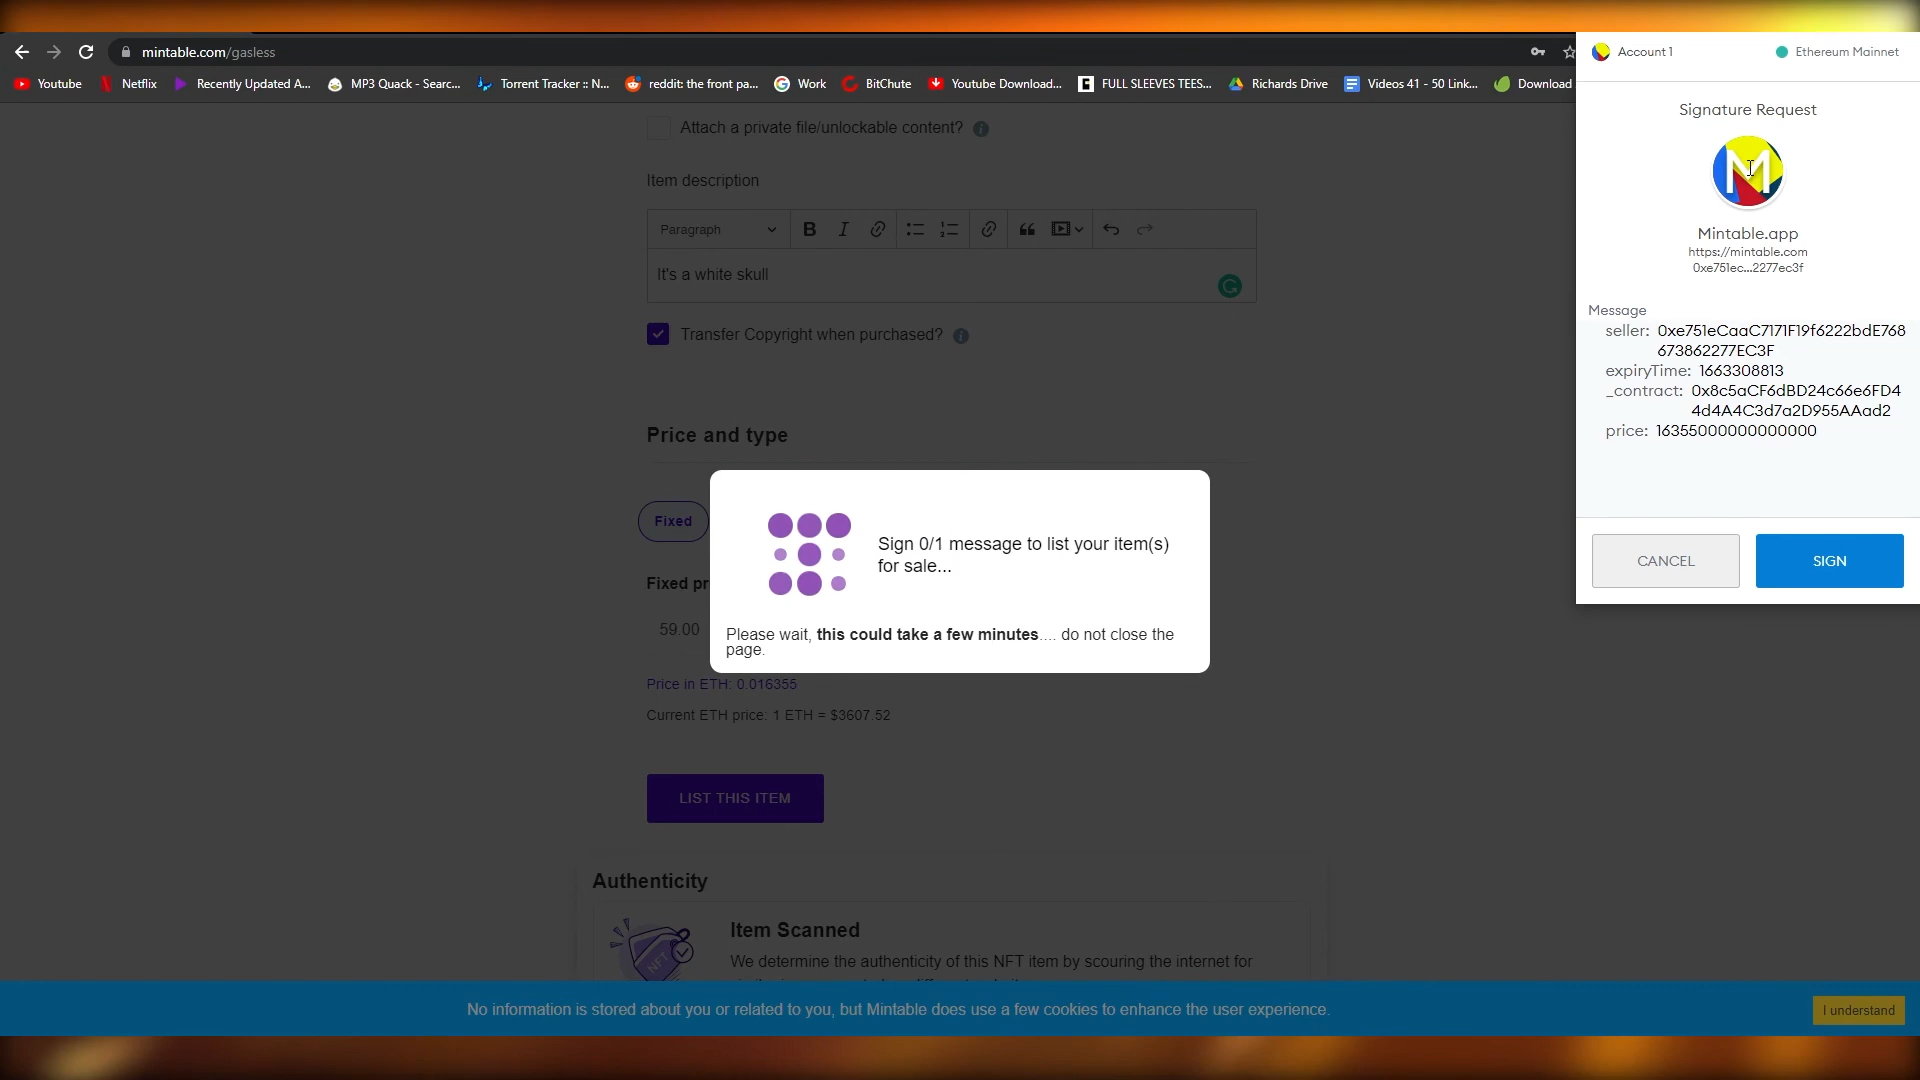 mintable.com/gasless
Youtube
Netflix
Recently Updated A...
MP3 Quack - Searc...
Torrent Tracker :: N...
reddit: the front pa...
Work
BitChute
Youtube Download...
FULL SLEEVES TEES...
Richards Drive
Videos 41 - 50 Link...
Download
Attach a private file/unlockable content?
Item description
Paragraph
It's a white skull
Transfer Copyright when purchased?
Price and type
Fixed
Fixed pr
59.00
Price in ETH: 0.016355
Current ETH price: 1 ETH = $3607.52
LIST THIS ITEM
Sign 0/1 message to list your item(s)
for sale...
Please wait, this could take a few minutes.... do not close the
page.
Authenticity
Item Scanned
We determine the authenticity of this NFT item by scouring the internet for
No information is stored about you or related to you, but Mintable does use a few cookies to enhance the user experience.
I understand
Account 1
Ethereum Mainnet
Signature Request
Mintable.app
https://mintable.com
0xe751ec...2277ec3f
Message
seller: 0xe751eCaaC7171F19f6222bdE768
673862277EC3F
expiryTime: 1663308813
_contract: 0x8c5aCF6dBD24c66e6FD4
4d4A4C3d7a2D955AAad2
price: 16355000000000000
CANCEL
SIGN